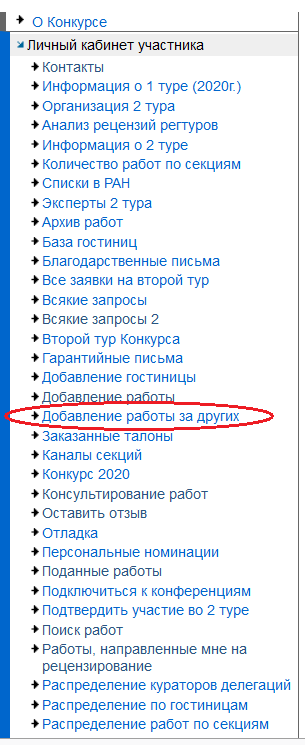 О Конкурсе
Личный кабинет участника
Контакты
Информация о 1 туре (2020г.)
Организация 2 тура
Анализ рецензий регтуров
Информация о 2 туре
Количество работ по секциям
Списки в РАН
Эксперты 2 тура
Архив работ
База гостиниц
Благодарственные письма
Все заявки на второй тур
Всякие запросы
Всякие запросы 2
Второй тур Конкурса
Гарантийные письма
Добавление гостиницы
Добавление работы
Добавление работы за других
Заказанные талоны
Каналы секций
Конкурс 2020
Консультирование работ
Оставить отзыв
Отладка
Персональные номинации
Поданные работы
Подключиться к конференциям
Подтвердить участие во 2 туре
Поиск работ
Работы, направленные мне на
рецензирование
Распределение кураторов делегаций
Распределение по гостиницам
Распределение работ по секциям